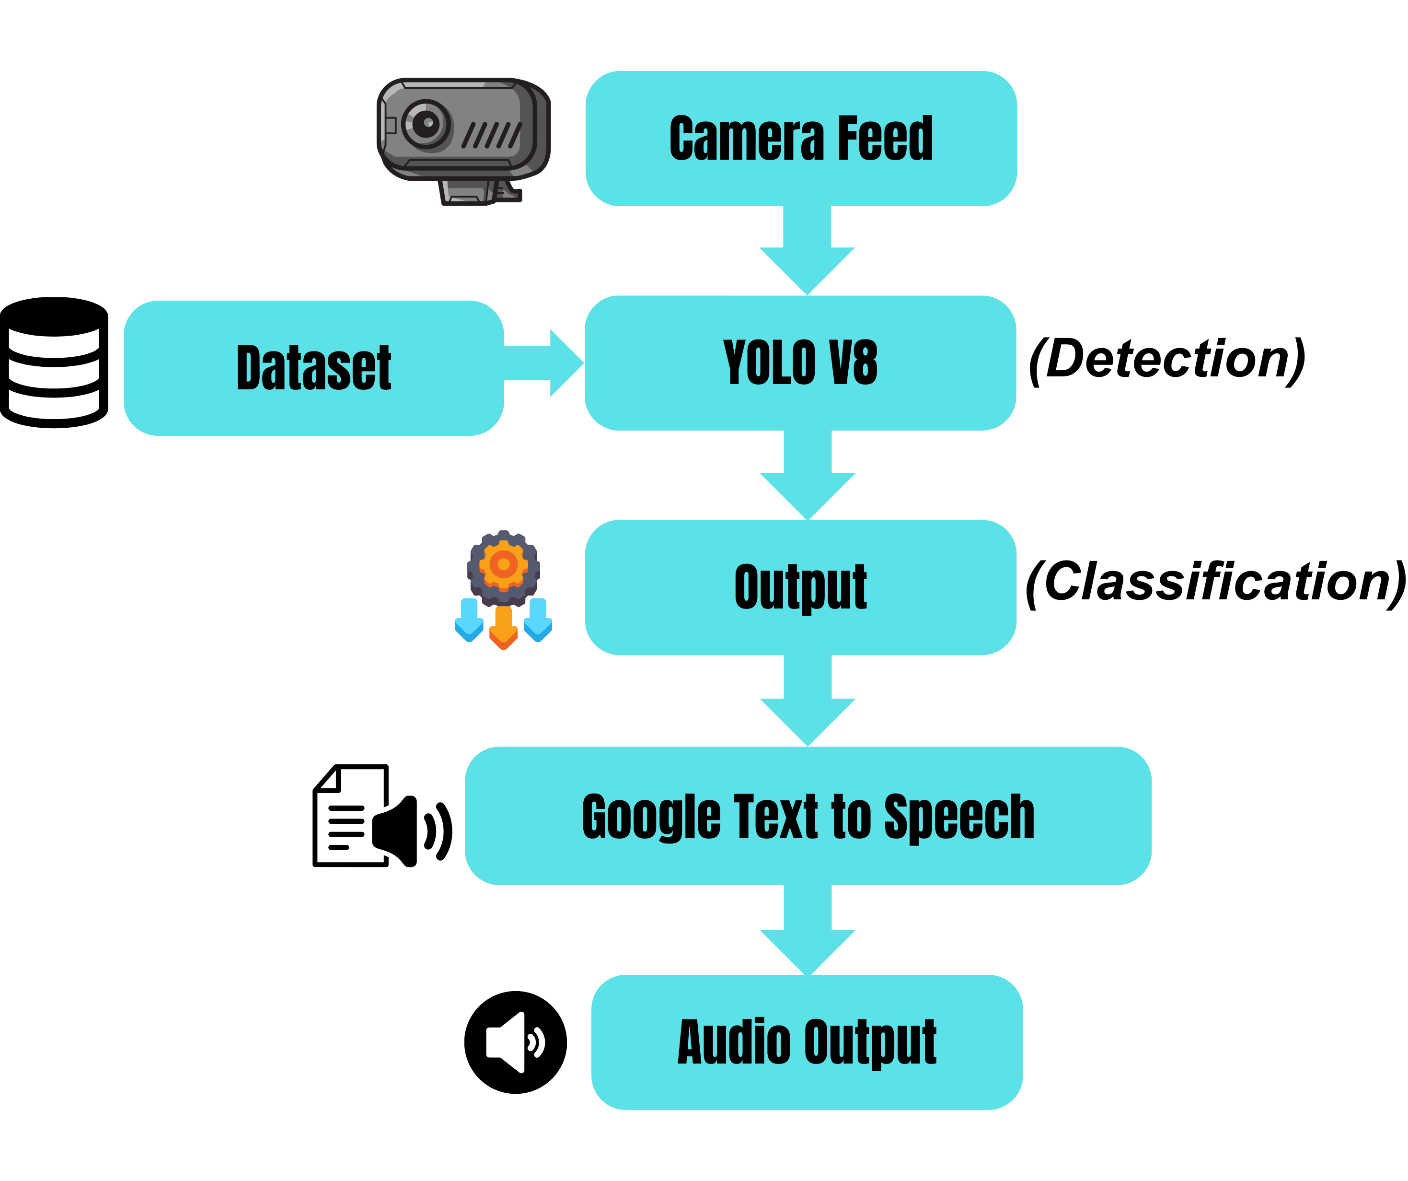 Camera Feed
Dataset
YOLO V8
(Detection)
Output
(Classification)
Google Text to Speech
Audio Output